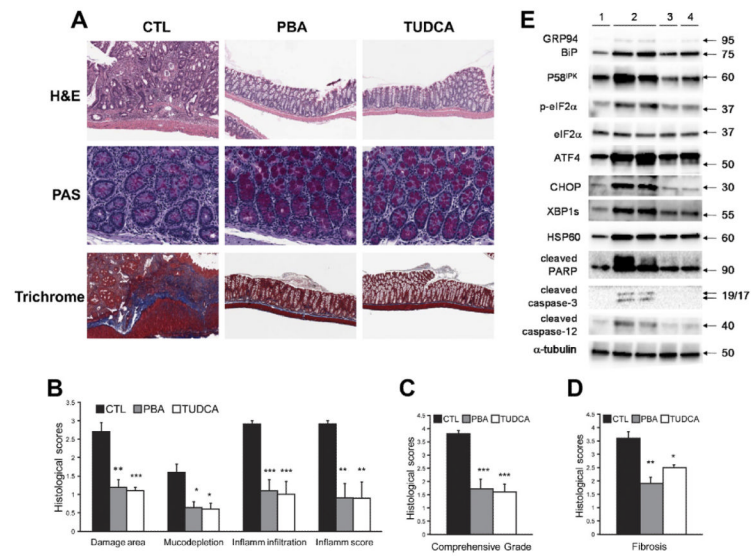 A
CTL PBA TUDCA
H&E
PAS
Trichrome
E
1 2 3 4
GRP94 95
BiP 75
P58IPK 60
p-eIF2α 37
eIF2α 37
ATF4 50
CHOP 30
XBP1s 55
HSP60 60
cleaved
PARP 90
cleaved
caspase-3 19/17
cleaved
caspase-12 40
α-tubulin 50
B
CTL PBA TUDCA
Histological scores
3.5
3
2.5
2
1.5
1
0.5
0
** *** * * *** *** ** **
Damage area Mucodepletion Inflamm infiltration Inflamm score
C
CTL PBA TUDCA
Histological scores
4.5
4
3.5
3
2.5
2
1.5
1
0.5
0
*** ***
Comprehensive Grade
D
CTL PBA TUDCA
Histological scores
4.5
4
3.5
3
2.5
2
1.5
1
0.5
0
** *
Fibrosis